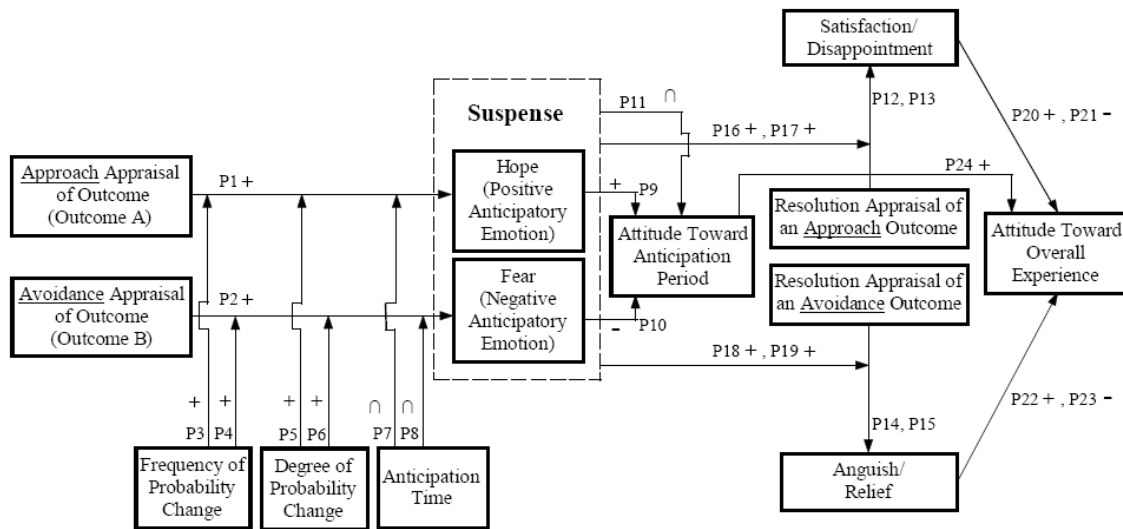 Satisfaction/
Disappointment
P11 ∩
Suspense
P12, P13
P16 + , P17 +
P20 + , P21 -
Approach Appraisal
of Outcome
(Outcome A)
P1 +
Hope
(Positive
Anticipatory
Emotion)
+ P9
P24 +
Attitude Toward
Anticipation
Period
Resolution Appraisal of
an Approach Outcome
Attitude Toward
Overall
Experience
Avoidance Appraisal
of Outcome
(Outcome B)
P2 +
Fear
(Negative
Anticipatory
Emotion)
- P10
Resolution Appraisal of
an Avoidance Outcome
P18 + , P19 +
P22 + , P23 -
P14, P15
+ + + + ∩ ∩
P3 P4 P5 P6 P7 P8
Frequency of
Probability
Change
Degree of
Probability
Change
Anticipation
Time
Anguish/
Relief